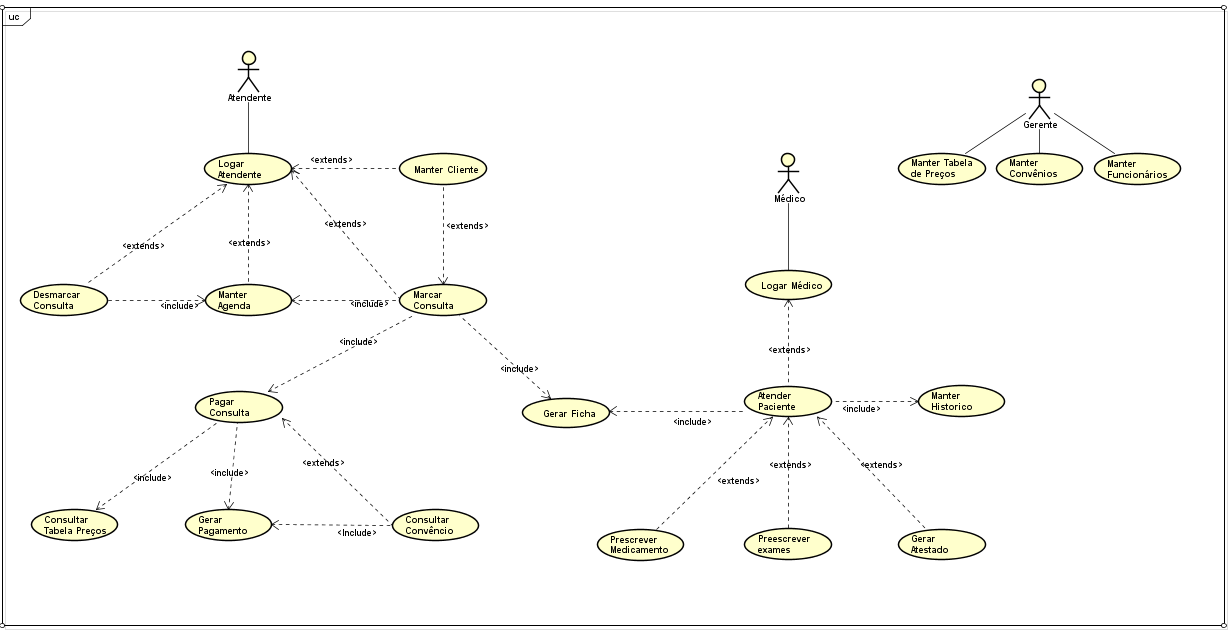 uc
Atendente
Gerente
Logar
Atendente
<extends>
Manter Cliente
Manter Tabela
de Preços
Manter
Convênios
Manter
Funcionários
Médico
<extends>
<extends>
<extends>
<extends>
Desmarcar
Consulta
<include>
Manter
Agenda
<include>
Marcar
Consulta
Logar Médico
<include>
<extends>
<include>
Pagar
Consulta
Gerar Ficha
<include>
Atender
Paciente
<include>
Manter
Historico
<include>
<include>
<extends>
<extends>
<extends>
<extends>
Consultar
Tabela Preços
Gerar
Pagamento
<Include>
Consultar
Convêncio
Prescrever
Medicamento
Preescrever
exames
Gerar
Atestado